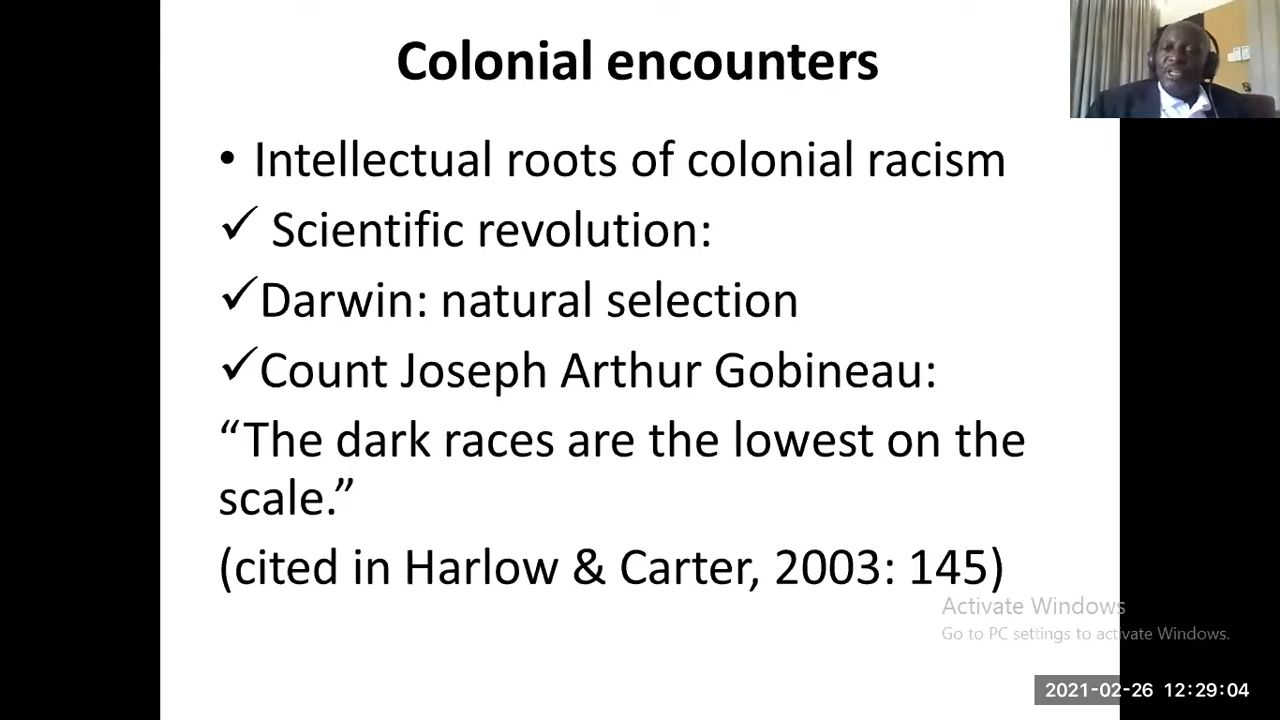 Colonial encounters
• Intellectual roots of colonial racism
✓ Scientific revolution:
✓Darwin: natural selection
✓Count Joseph Arthur Gobineau:
“The dark races are the lowest on the
scale.”
(cited in Harlow & Carter, 2003: 145)
Activate Windows
Go to PC settings to activate Windows.
2021-02-26 12:29:04